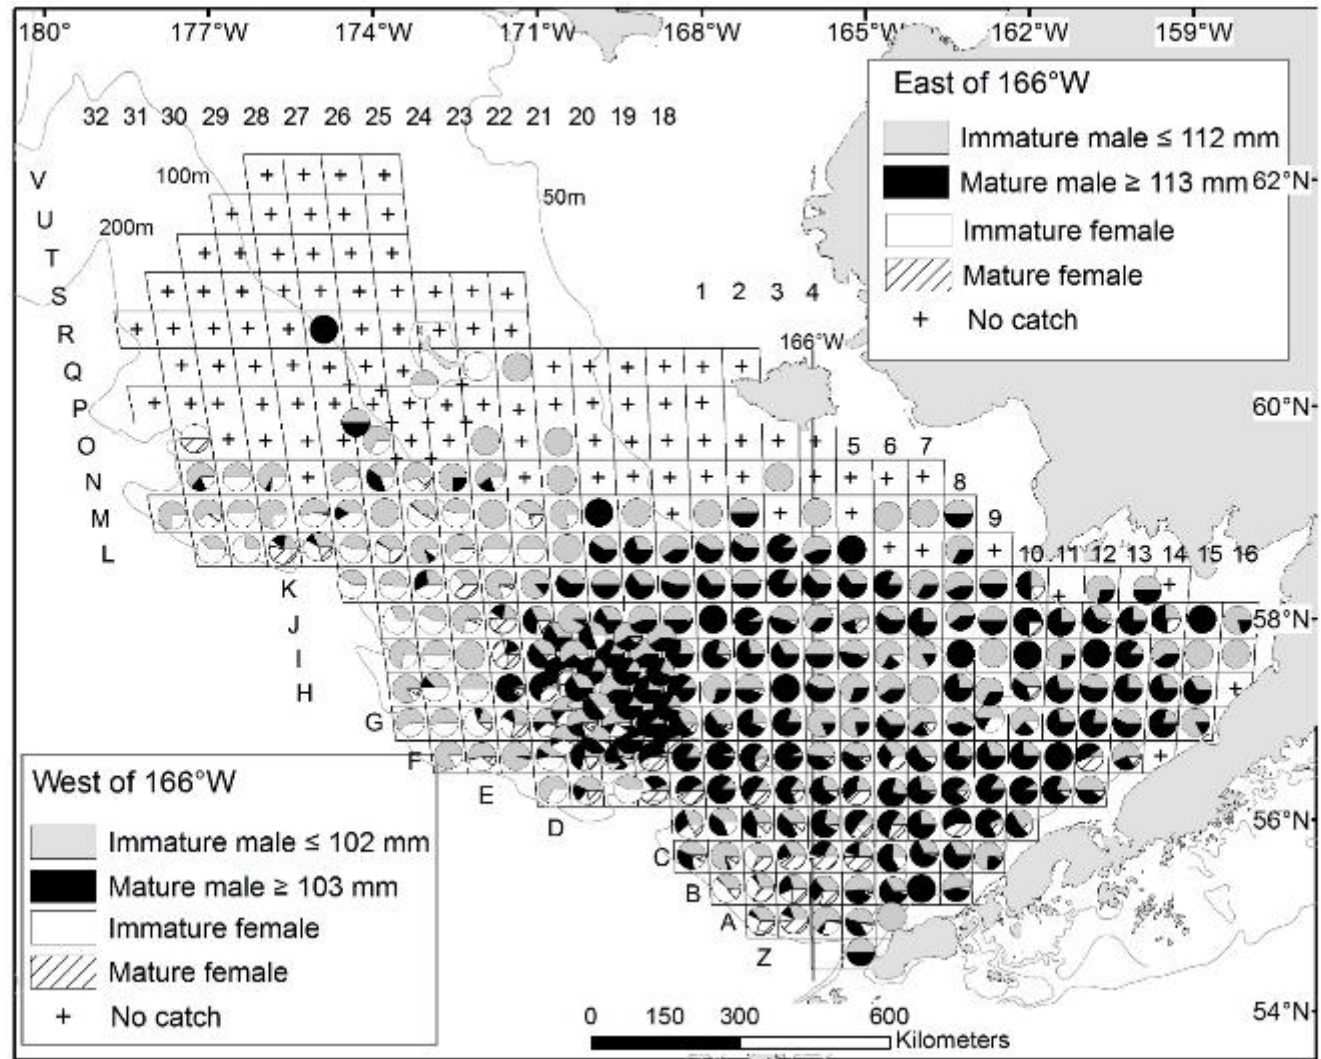 180° 177°W 174°W 171°W 168°W 165°W 162°W 159°W
East of 166°W
Immature male ≤ 112 mm
Mature male ≥ 113 mm
Immature female
Mature female
+ No catch
32 31 30 29 28 27 26 25 24 23 22 21 20 19 18
V
100m
62°N
50m
U
200m
T
S
1 2 3 4
R
166°W
Q
P
60°N
O
5 6 7
N
8
M
9
L
10 11 12 13 14 15 16
K
J
58°N
I
H
G
F
E
D
56°N
C
B
A
Z
54°N
West of 166°W
Immature male ≤ 102 mm
Mature male ≥ 103 mm
Immature female
Mature female
+ No catch
0 150 300 600
Kilometers